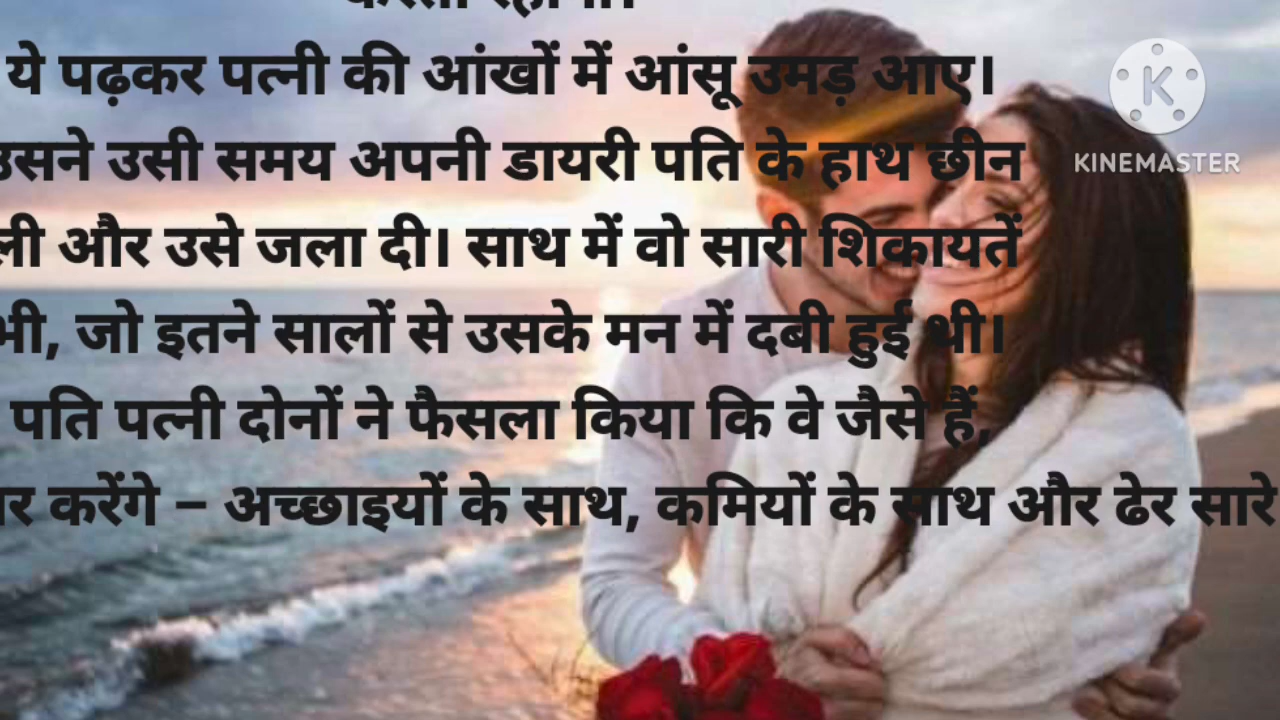 ये पढ़कर पत्नी की आंखों में आंसू उमड़ आए।
उसने उसी समय अपनी डायरी पति के हाथ छीन
ली और उसे जला दी। साथ में वो सारी शिकायतें
भी, जो इतने सालों से उसके मन में दबी हुई थी।
पति पत्नी दोनों ने फैसला किया कि वे जैसे हैं,
करेंगे – अच्छाइयों के साथ, कमियों के साथ और ढेर सारे
K
KINEMASTER